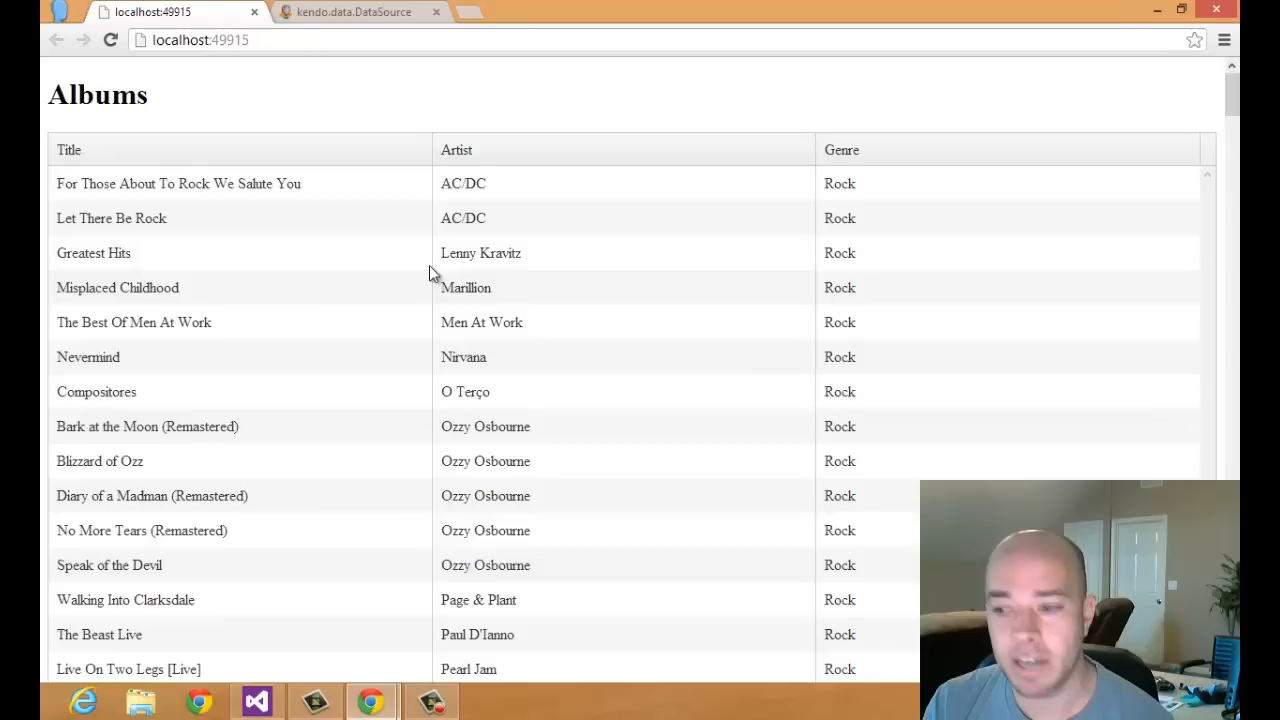 localhost:49915
kendo.data.DataSource
localhost:49915
Albums
Title Artist Genre
For Those About To Rock We Salute You AC/DC Rock
Let There Be Rock AC/DC Rock
Greatest Hits Lenny Kravitz Rock
Misplaced Childhood Marillion Rock
The Best Of Men At Work Men At Work Rock
Nevermind Nirvana Rock
Compositores O Terço Rock
Bark at the Moon (Remastered) Ozzy Osbourne Rock
Blizzard of Ozz Ozzy Osbourne Rock
Diary of a Madman (Remastered) Ozzy Osbourne Rock
No More Tears (Remastered) Ozzy Osbourne Rock
Speak of the Devil Ozzy Osbourne Rock
Walking Into Clarksdale Page & Plant Rock
The Beast Live Paul D'Ianno Rock
Live On Two Legs [Live] Pearl Jam Rock